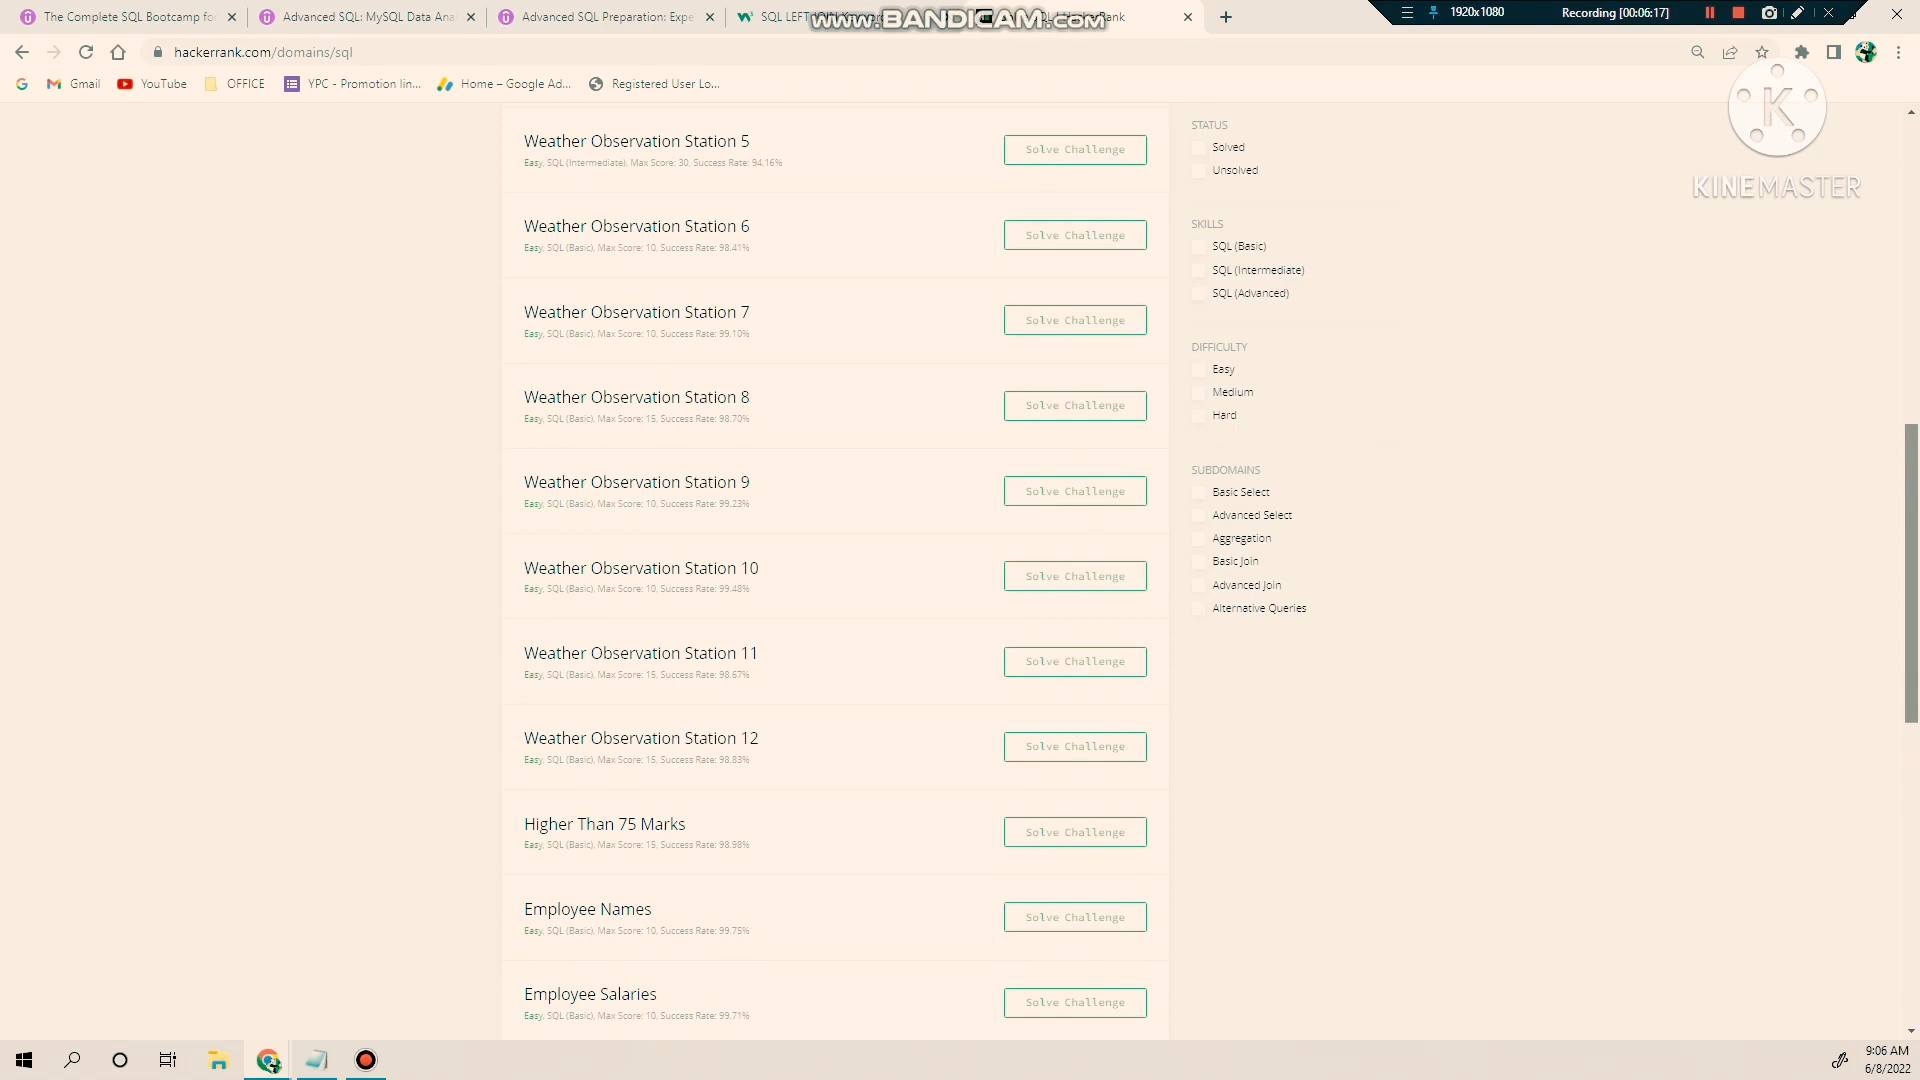 The Complete SQL Bootcamp fo
Advanced SQL: MySQL Data Ana
Advanced SQL Preparation: Expe
SQL LEFT JOIN Keyword
HackerRank
www.BANDICAM.com
1920x1080
Recording [00:06:17]
hackerrank.com/domains/sql
Gmail
YouTube
OFFICE
YPC - Promotion lin...
Home – Google Ad...
Registered User Lo...
KINEMASTER
Weather Observation Station 5
Easy, SQL (Intermediate), Max Score: 30, Success Rate: 94.16%
Solve Challenge
Weather Observation Station 6
Easy, SQL (Basic), Max Score: 10, Success Rate: 98.41%
Solve Challenge
Weather Observation Station 7
Easy, SQL (Basic), Max Score: 10, Success Rate: 99.10%
Solve Challenge
Weather Observation Station 8
Easy, SQL (Basic), Max Score: 15, Success Rate: 98.70%
Solve Challenge
Weather Observation Station 9
Easy, SQL (Basic), Max Score: 10, Success Rate: 99.23%
Solve Challenge
Weather Observation Station 10
Easy, SQL (Basic), Max Score: 10, Success Rate: 99.48%
Solve Challenge
Weather Observation Station 11
Easy, SQL (Basic), Max Score: 15, Success Rate: 98.67%
Solve Challenge
Weather Observation Station 12
Easy, SQL (Basic), Max Score: 15, Success Rate: 98.83%
Solve Challenge
Higher Than 75 Marks
Easy, SQL (Basic), Max Score: 15, Success Rate: 98.98%
Solve Challenge
Employee Names
Easy, SQL (Basic), Max Score: 10, Success Rate: 99.75%
Solve Challenge
Employee Salaries
Easy, SQL (Basic), Max Score: 10, Success Rate: 99.71%
Solve Challenge
STATUS
Solved
Unsolved
SKILLS
SQL (Basic)
SQL (Intermediate)
SQL (Advanced)
DIFFICULTY
Easy
Medium
Hard
SUBDOMAINS
Basic Select
Advanced Select
Aggregation
Basic Join
Advanced Join
Alternative Queries
9:06 AM
6/8/2022